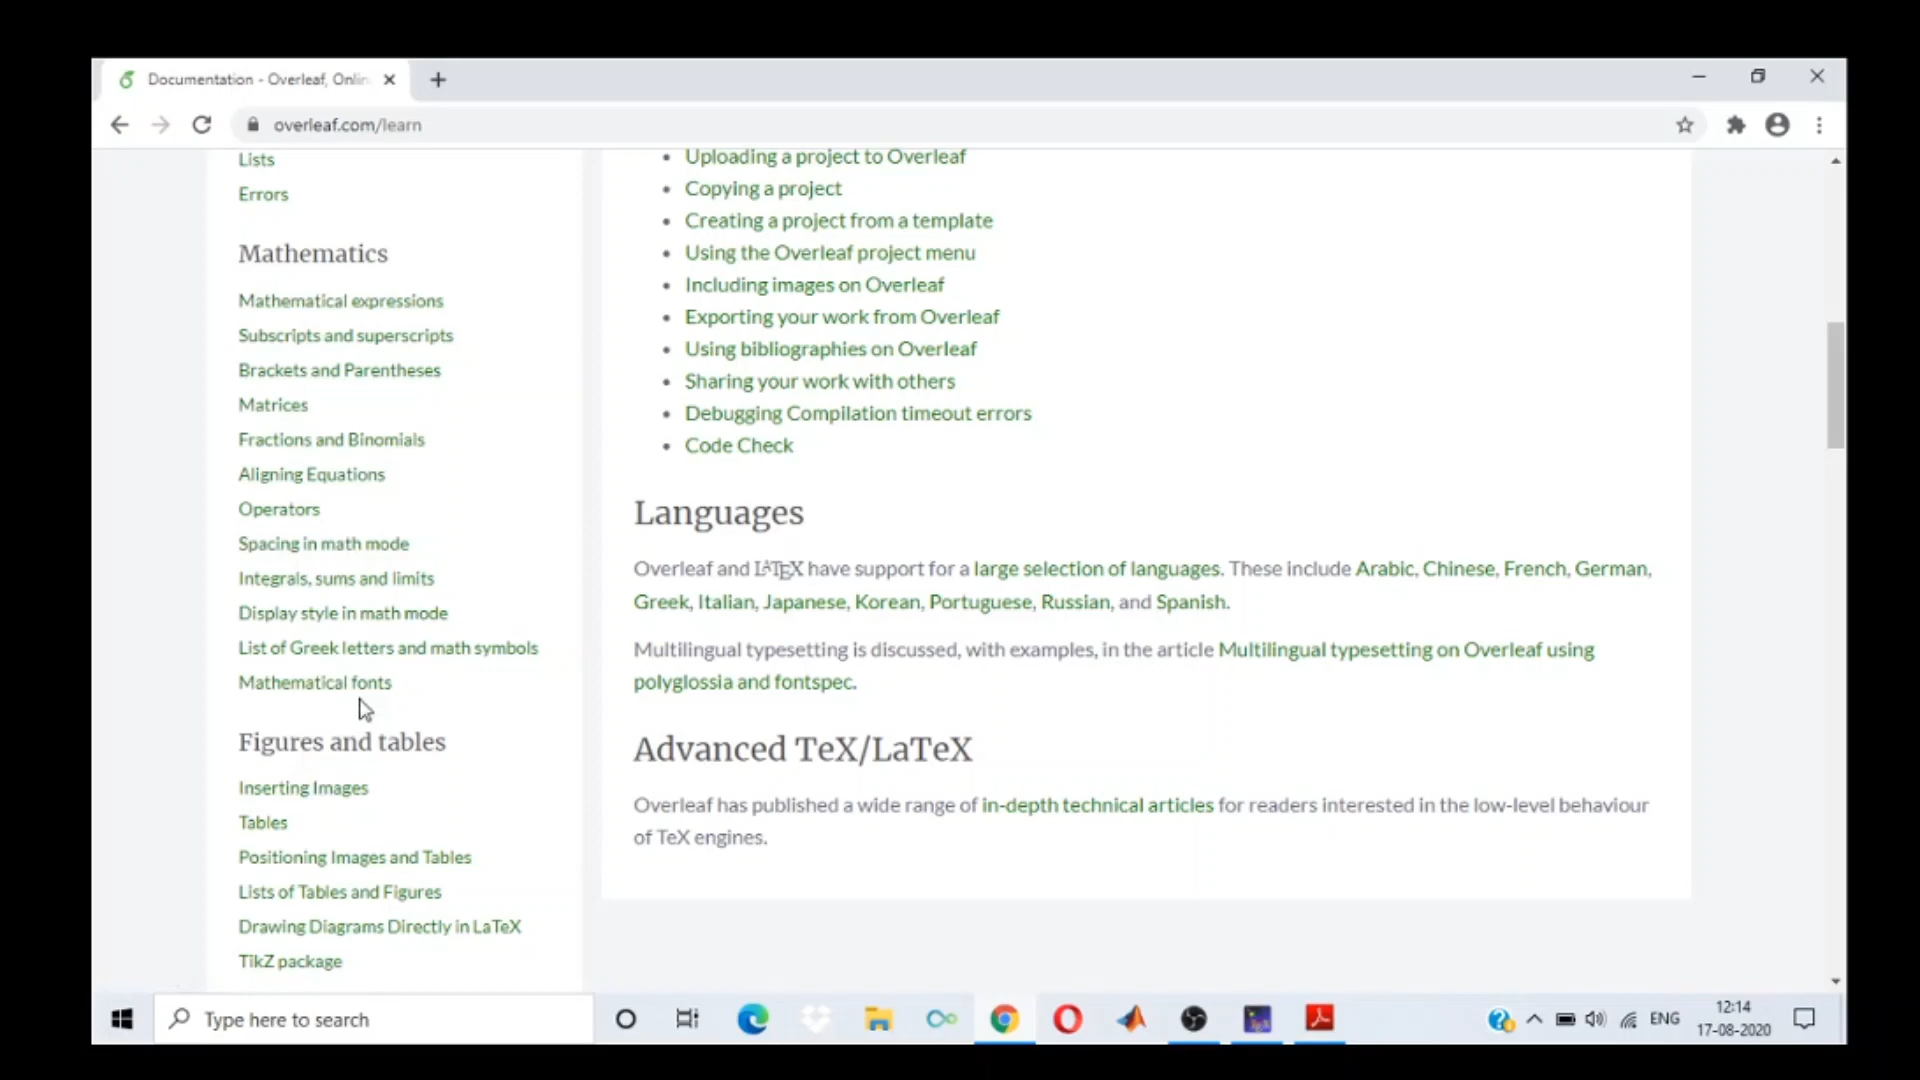 Documentation - Overleaf, Onlin
overleaf.com/learn
Lists
Errors
Mathematics
Mathematical expressions
Subscripts and superscripts
Brackets and Parentheses
Matrices
Fractions and Binomials
Aligning Equations
Operators
Spacing in math mode
Integrals, sums and limits
Display style in math mode
List of Greek letters and math symbols
Mathematical fonts
Figures and tables
Inserting Images
Tables
Positioning Images and Tables
Lists of Tables and Figures
Drawing Diagrams Directly in LaTeX
TikZ package
Uploading a project to Overleaf
Copying a project
Creating a project from a template
Using the Overleaf project menu
Including images on Overleaf
Exporting your work from Overleaf
Using bibliographies on Overleaf
Sharing your work with others
Debugging Compilation timeout errors
Code Check
Languages
Overleaf and LATEX have support for a large selection of languages. These include Arabic, Chinese, French, German,
Greek, Italian, Japanese, Korean, Portuguese, Russian, and Spanish.
Multilingual typesetting is discussed, with examples, in the article Multilingual typesetting on Overleaf using
polyglossia and fontspec.
Advanced TeX/LaTeX
Overleaf has published a wide range of in-depth technical articles for readers interested in the low-level behaviour
of TeX engines.
Type here to search
ENG
12:14
17-08-2020